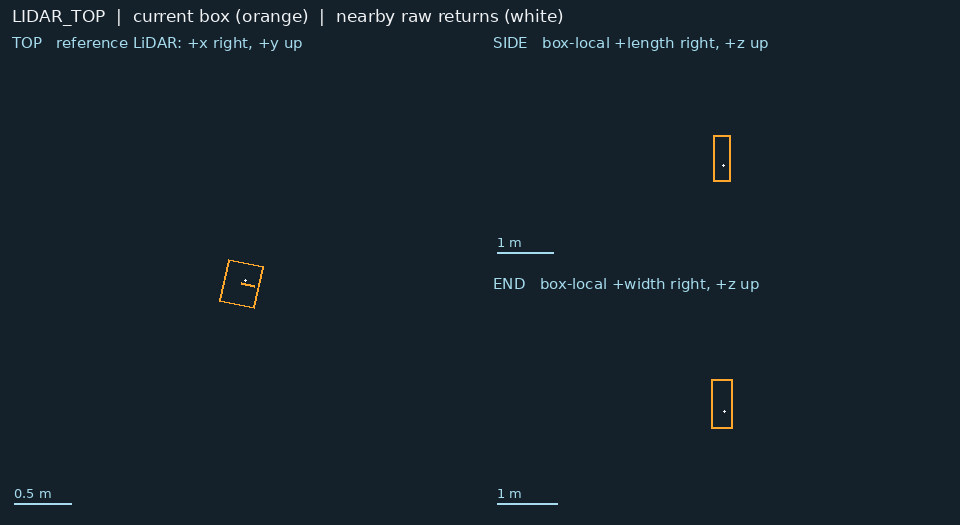 LIDAR_TOP | current box (orange) | nearby raw returns (white)
TOP reference LiDAR: +x right, +y up
SIDE box-local +length right, +z up
1 m
END box-local +width right, +z up
0.5 m
1 m